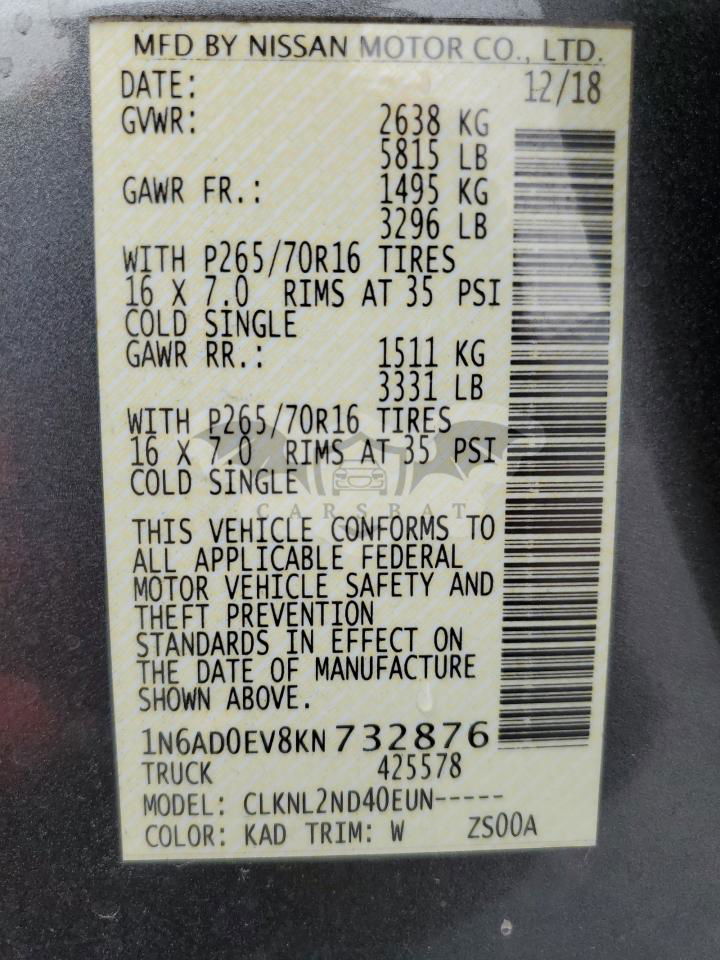 MFD BY NISSAN MOTOR CO., LTD.
DATE: 12/18
GVWR: 2638 KG
5815 LB
GAWR FR.: 1495 KG
3296 LB
WITH P265/70R16 TIRES
16 X 7.0 RIMS AT 35 PSI
COLD SINGLE
GAWR RR.: 1511 KG
3331 LB
WITH P265/70R16 TIRES
16 X 7.0 RIMS AT 35 PSI
COLD SINGLE
CARSBAT
THIS VEHICLE CONFORMS TO
ALL APPLICABLE FEDERAL
MOTOR VEHICLE SAFETY AND
THEFT PREVENTION
STANDARDS IN EFFECT ON
THE DATE OF MANUFACTURE
SHOWN ABOVE.
1N6AD0EV8KN732876
TRUCK 425578
MODEL: CLKNL2ND40EUN-----
COLOR: KAD TRIM: W ZS00A